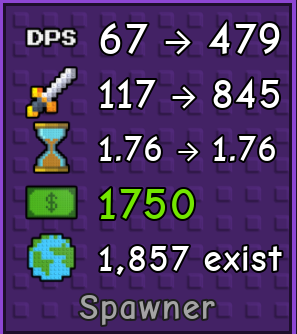 DPS 67 → 479
117 → 845
1.76 → 1.76
$ 1750
1,857 exist
Spawner